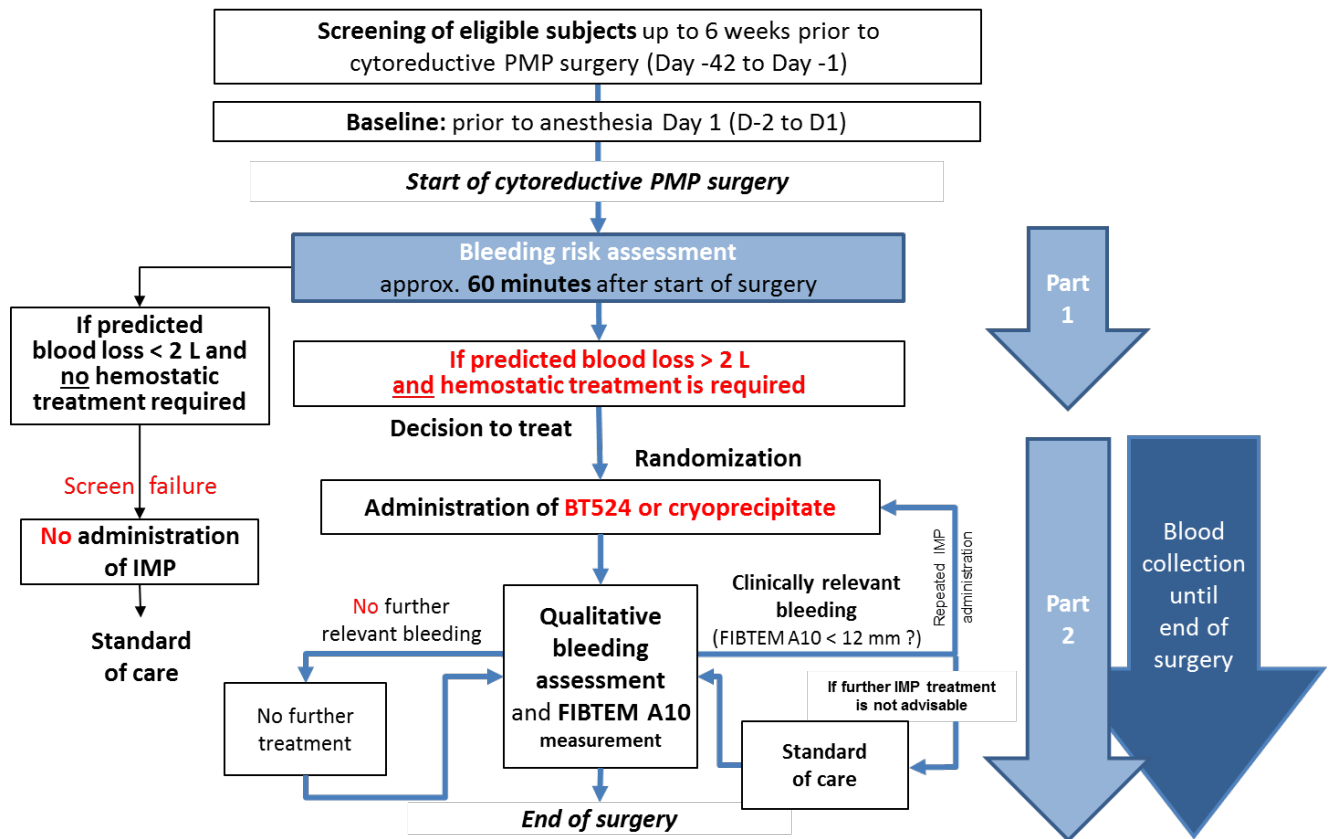 Screening of eligible subjects up to 6 weeks prior to
cytoreductive PMP surgery (Day -42 to Day -1)
Baseline: prior to anesthesia Day 1 (D-2 to D1)
Start of cytoreductive PMP surgery
Bleeding risk assessment
approx. 60 minutes after start of surgery
Part
1
If predicted
blood loss < 2 L and
no hemostatic
treatment required
If predicted blood loss > 2 L
and hemostatic treatment is required
Decision to treat
Randomization
Screen failure
Administration of BT524 or cryoprecipitate
No administration
of IMP
Standard
of care
Repeated IMP
administration
No further
relevant bleeding
Qualitative
bleeding
assessment
and FIBTEM A10
measurement
Clinically relevant
bleeding
(FIBTEM A10 < 12 mm ?)
Part
2
Blood
collection
until
end of
surgery
If further IMP treatment
is not advisable
No further
treatment
Standard
of care
End of surgery